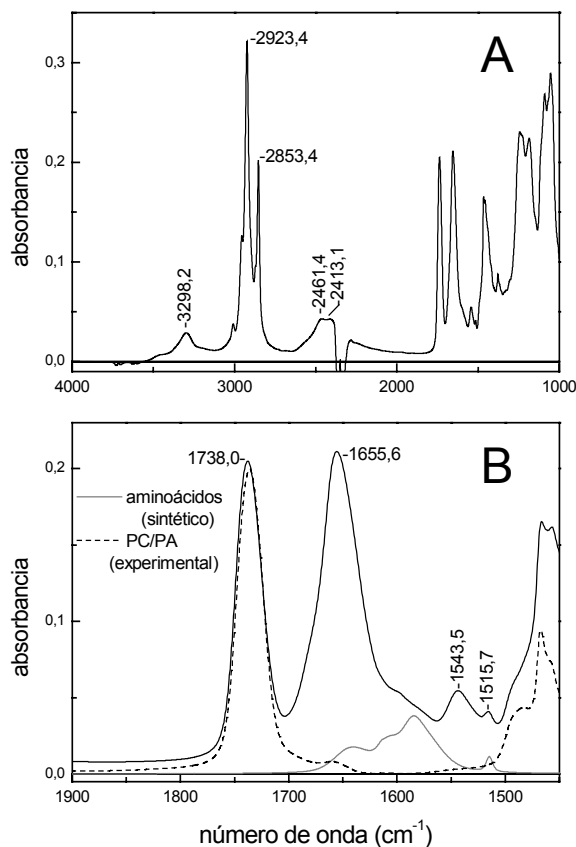 A
absorbancia
0,3
0,2
0,1
0,0
-2923,4
-2853,4
-3298,2
-2461,4
2413,1
4000
3000
2000
1000
B
absorbancia
0,2
0,1
0,0
1738,0-
-1655,6
aminoácidos
(sintético)
PC/PA
(experimental)
-1543,5
-1515,7
1900
1800
1700
1600
1500
número de onda (cm-1)